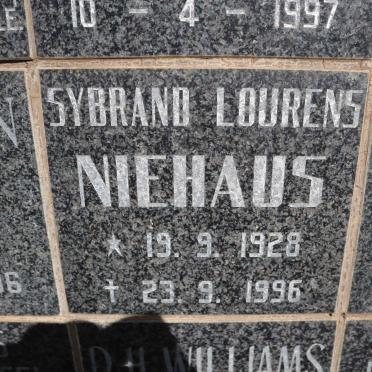 10 - 4 - 1997
SYBRAND LOURENS
NIEHAUS
★ 19. 9. 1928
† 23. 9. 1996
D.H. WILLIAMS